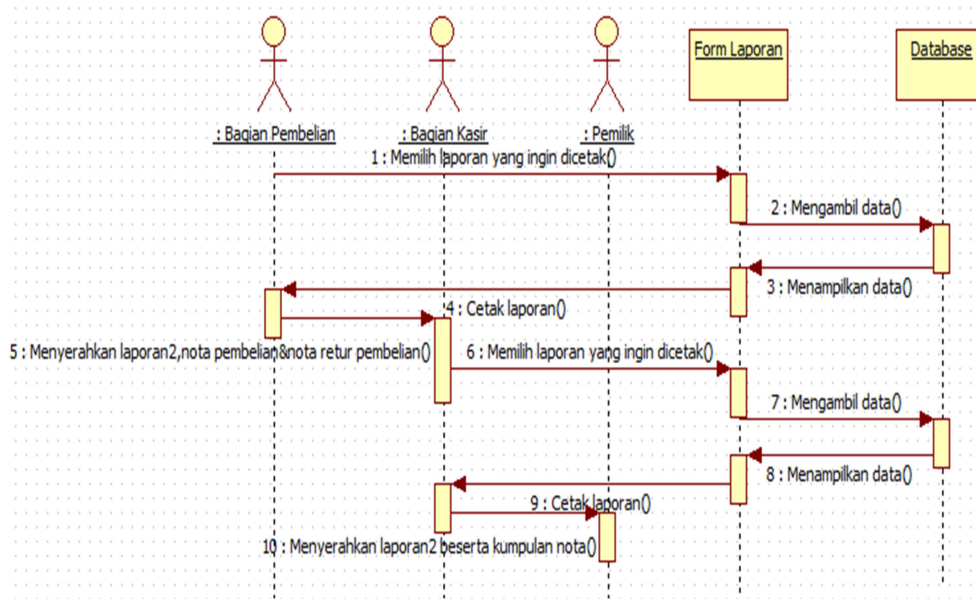 Form Laporan
Database
: Bagian Pembelian
: Bagian Kasir
: Pemilik
1 : Memilih laporan yang ingin dicetak()
2 : Mengambil data()
3 : Menampilkan data()
4 : Cetak laporan()
5 : Menyerahkan laporan2,nota pembelian&nota retur pembelian()
6 : Memilih laporan yang ingin dicetak()
7 : Mengambil data()
8 : Menampilkan data()
9 : Cetak laporan()
10 : Menyerahkan laporan2 beserta kumpulan nota()